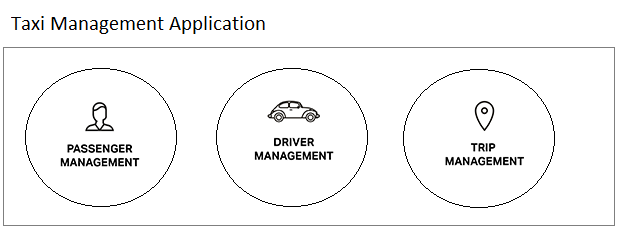 Taxi Management Application
PASSENGER
MANAGEMENT
DRIVER
MANAGEMENT
TRIP
MANAGEMENT